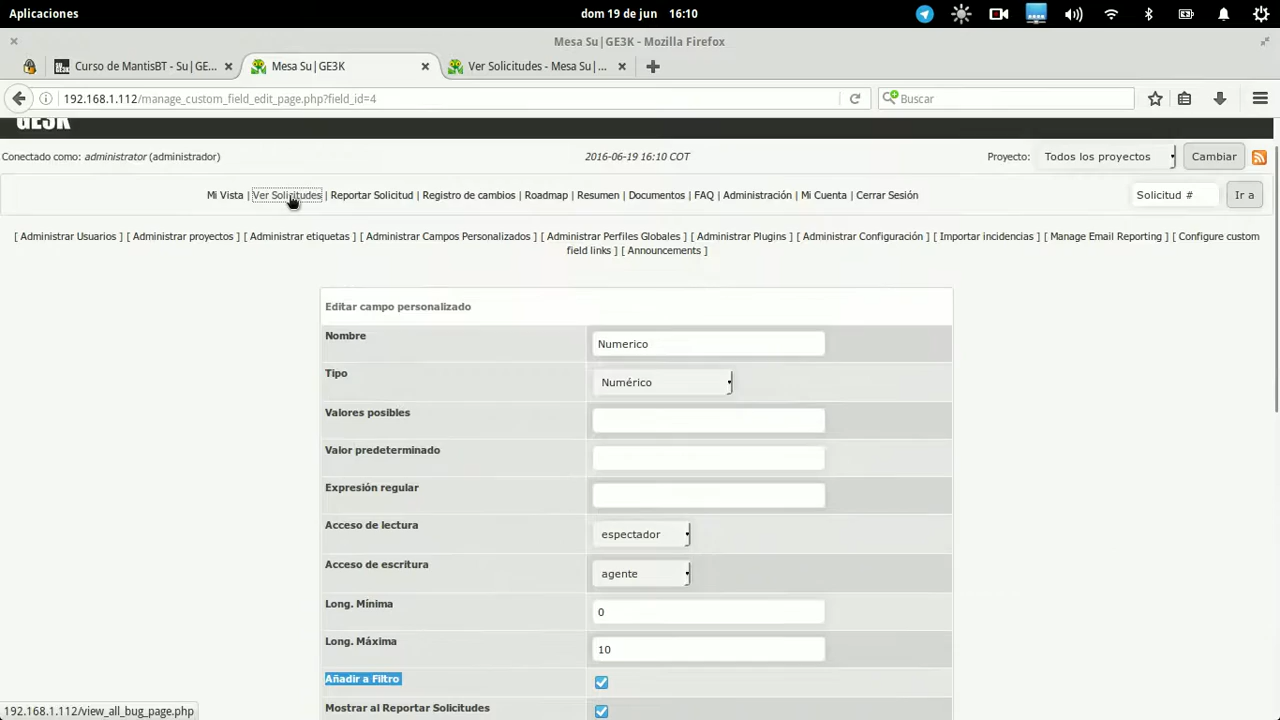 Aplicaciones
dom 19 de jun 16:10
Mesa Su|GE3K - Mozilla Firefox
Curso de MantisBT - Su|GE...
Mesa Su|GE3K
Ver Solicitudes - Mesa Su|...
192.168.1.112/manage_custom_field_edit_page.php?field_id=4
Buscar
GE3K
Conectado como: administrator (administrador)
2016-06-19 16:10 COT
Proyecto: Todos los proyectos Cambiar
Mi Vista | Ver Solicitudes | Reportar Solicitud | Registro de cambios | Roadmap | Resumen | Documentos | FAQ | Administración | Mi Cuenta | Cerrar Sesión
Solicitud # Ir a
[ Administrar Usuarios ] [ Administrar proyectos ] [ Administrar etiquetas ] [ Administrar Campos Personalizados ] [ Administrar Perfiles Globales ] [ Administrar Plugins ] [ Administrar Configuración ] [ Importar incidencias ] [ Manage Email Reporting ] [ Configure custom
field links ] [ Announcements ]
Editar campo personalizado
Nombre Numerico
Tipo Numérico
Valores posibles
Valor predeterminado
Expresión regular
Acceso de lectura espectador
Acceso de escritura agente
Long. Mínima 0
Long. Máxima 10
Añadir a Filtro
Mostrar al Reportar Solicitudes
192.168.1.112/view_all_bug_page.php